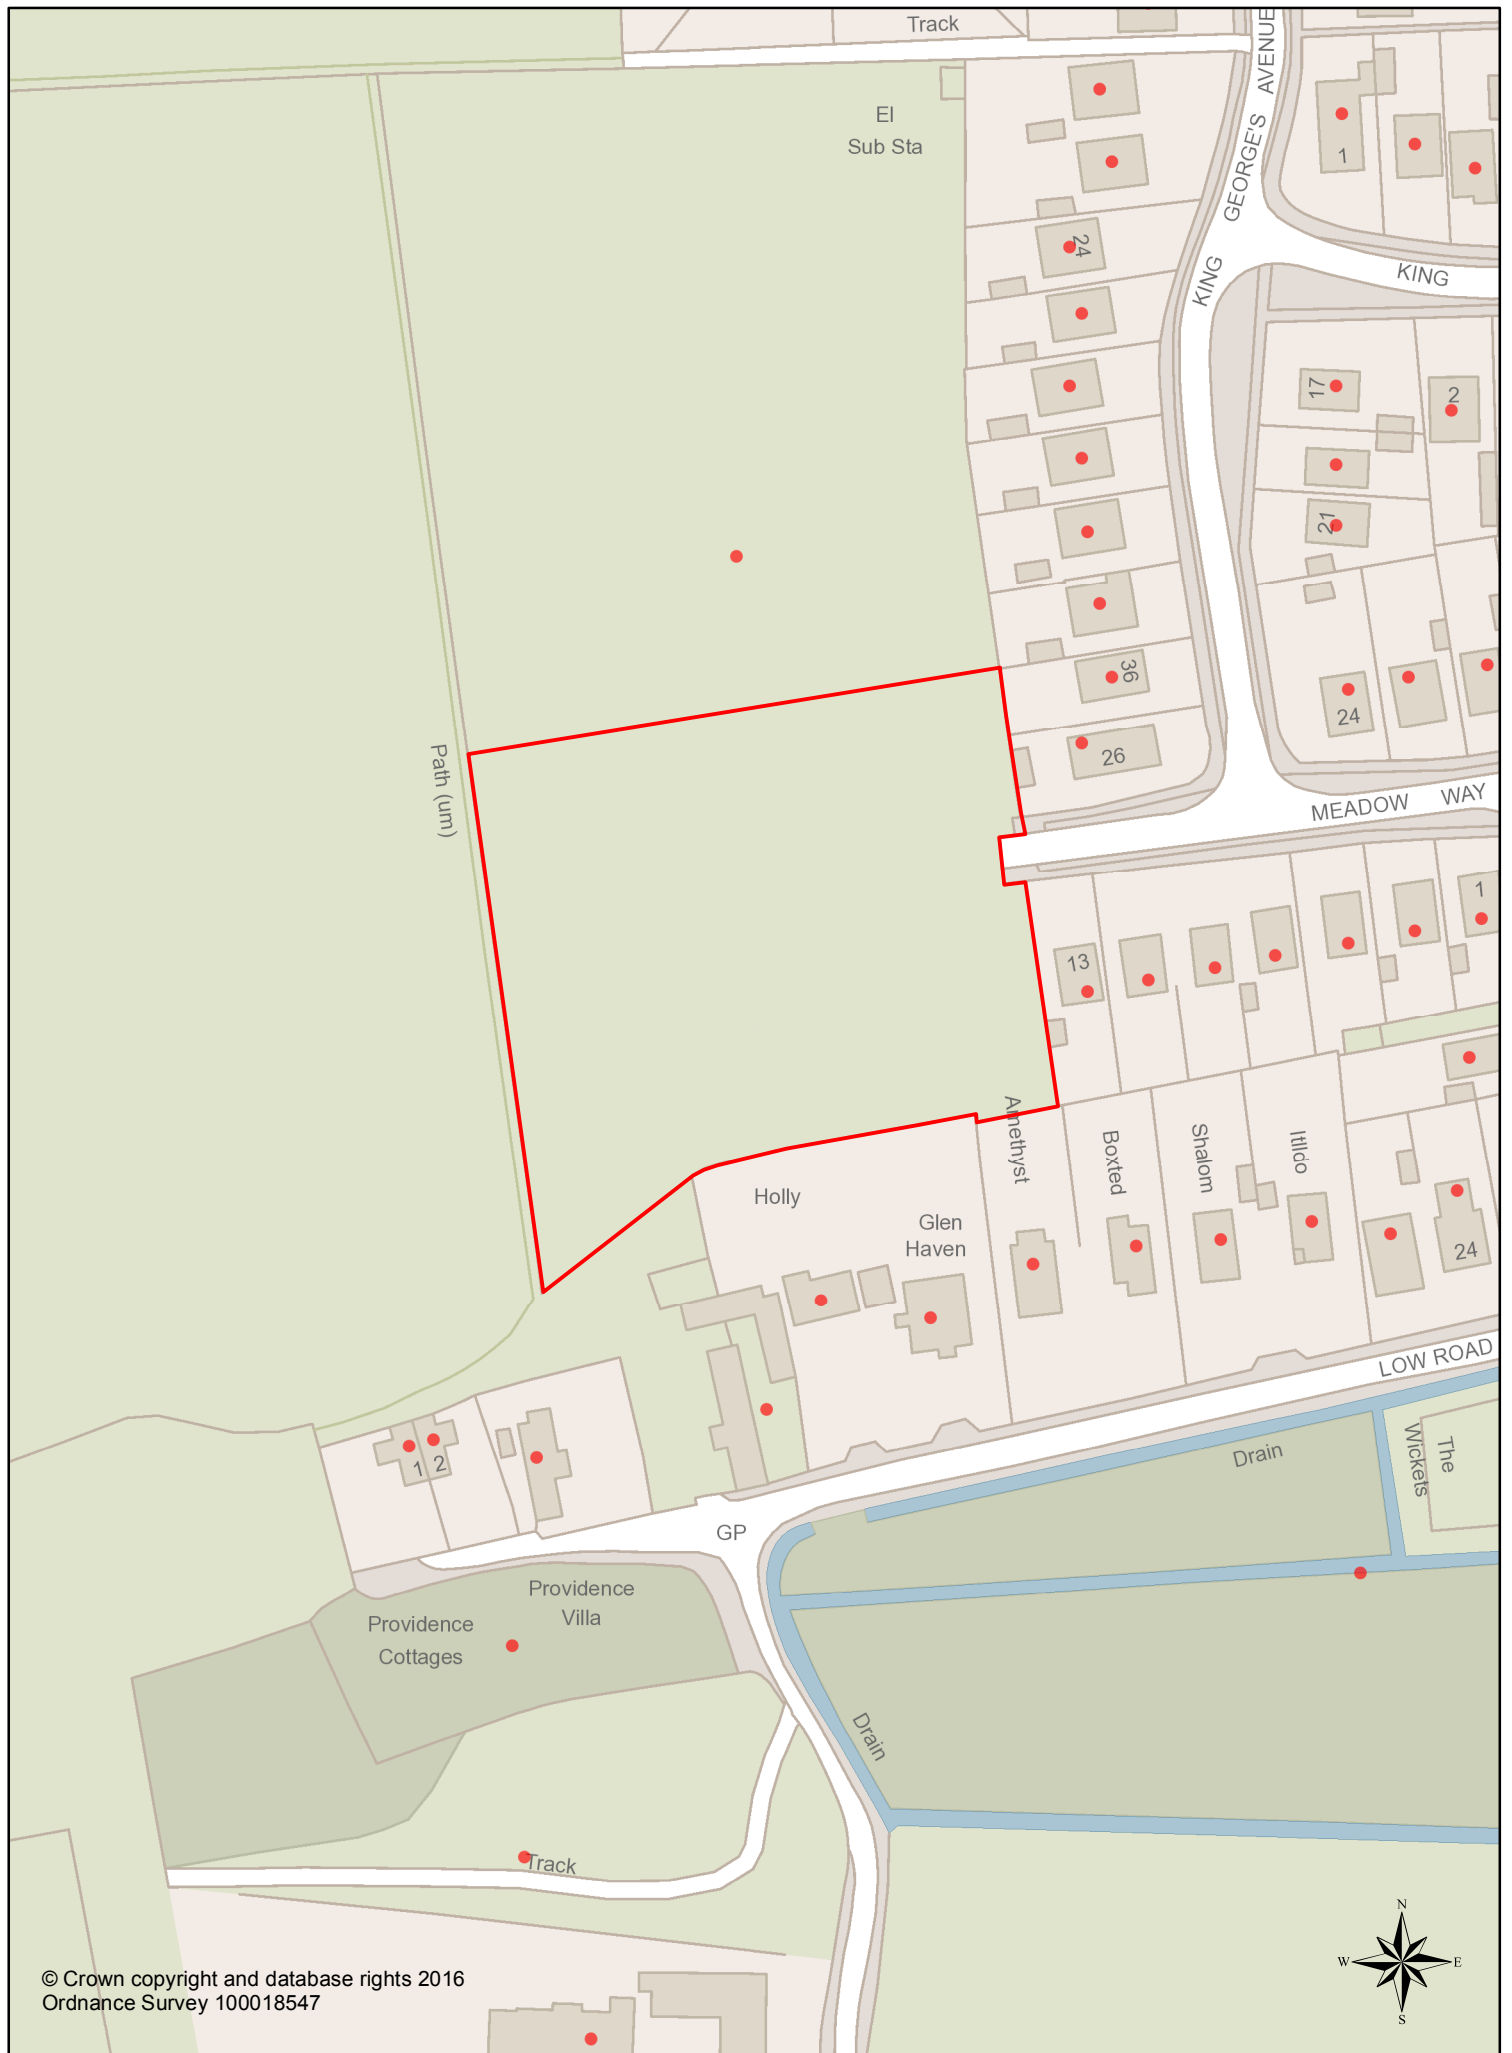 Track
KING GEORGE'S AVENUE
El
Sub Sta
1
24
KING
17
2
21
36
24
26
Path (um)
MEADOW WAY
1
13
Amethyst
Boxted
Shalom
Itlldo
Holly
Glen
Haven
24
LOW ROAD
The
Wickets
Drain
1
2
GP
Providence
Villa
Providence
Cottages
Drain
Track
N
W
E
S
© Crown copyright and database rights 2016
Ordnance Survey 100018547